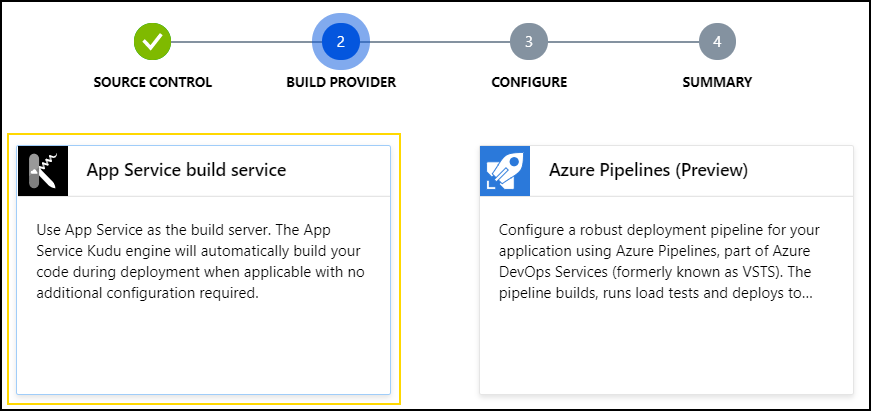 2
3
4
SOURCE CONTROL
BUILD PROVIDER
CONFIGURE
SUMMARY
App Service build service
Use App Service as the build server. The App
Service Kudu engine will automatically build your
code during deployment when applicable with no
additional configuration required.
Azure Pipelines (Preview)
Configure a robust deployment pipeline for your
application using Azure Pipelines, part of Azure
DevOps Services (formerly known as VSTS). The
pipeline builds, runs load tests and deploys to...